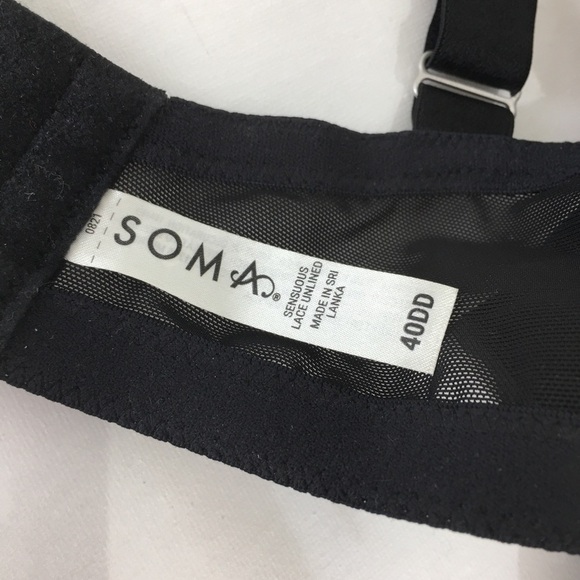 0821
SOMA®
SENSUOUS
LACE UNLINED
MADE IN SRI
LANKA
40DD